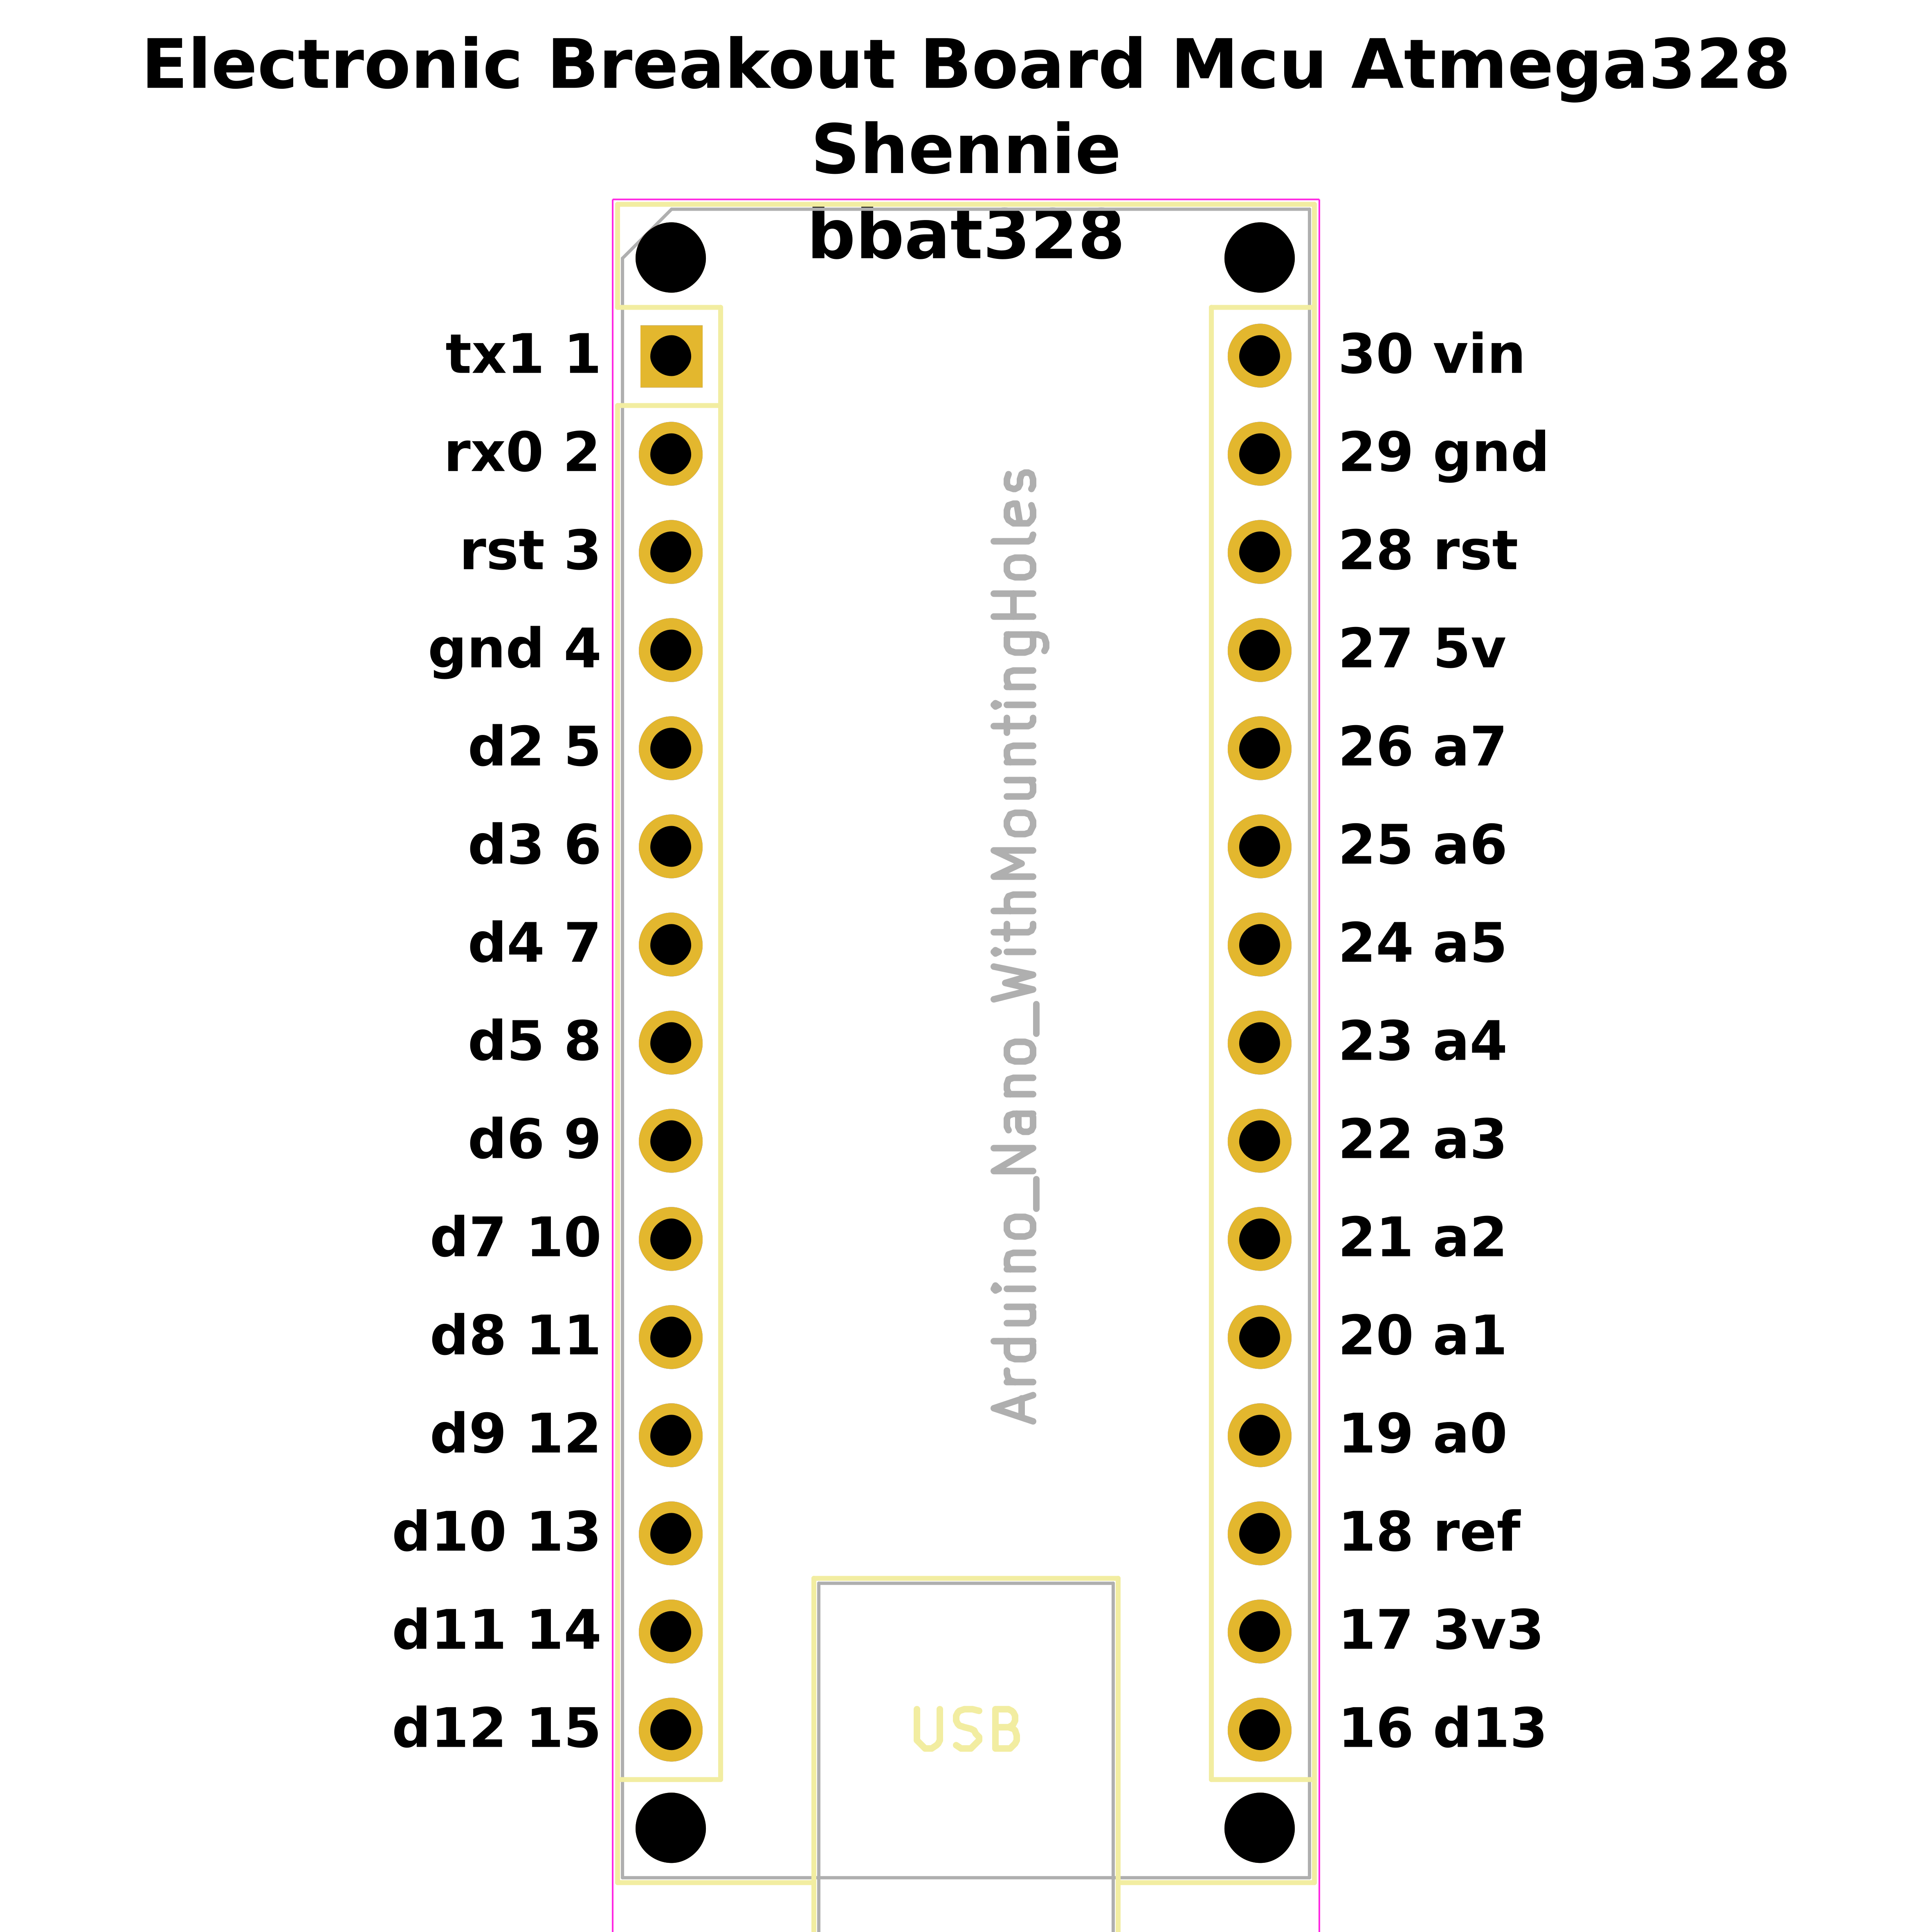 Electronic Breakout Board Mcu Atmega328
Shennie
bbat328
tx1 1
rx0 2
rst 3
gnd 4
d2 5
d3 6
d4 7
d5 8
d6 9
d7 10
d8 11
d9 12
d10 13
d11 14
d12 15
Arduino_Nano_WithMountingHoles
USB
30 vin
29 gnd
28 rst
27 5v
26 a7
25 a6
24 a5
23 a4
22 a3
21 a2
20 a1
19 a0
18 ref
17 3v3
16 d13